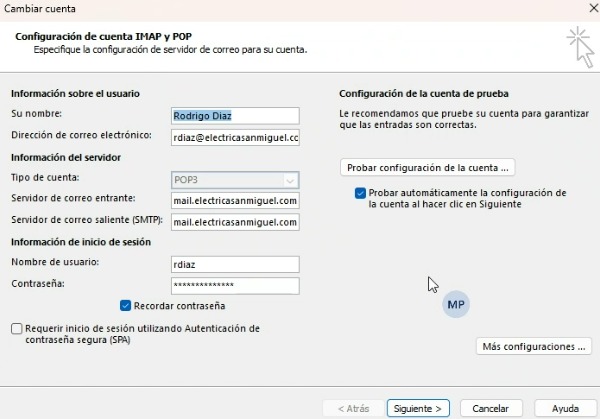 Cambiar cuenta
Configuración de cuenta IMAP y POP
Especifique la configuración de servidor de correo para su cuenta.
Información sobre el usuario
Su nombre:
Rodrigo Diaz
Dirección de correo electrónico:
rdiaz@electricasanmiguel.cc
Información del servidor
Tipo de cuenta:
POP3
Servidor de correo entrante:
mail.electricasanmiguel.com
Servidor de correo saliente (SMTP):
mail.electricasanmiguel.com
Información de inicio de sesión
Nombre de usuario:
rdiaz
Contraseña:
**************
Recordar contraseña
Requerir inicio de sesión utilizando Autenticación de
contraseña segura (SPA)
Configuración de la cuenta de prueba
Le recomendamos que pruebe su cuenta para garantizar
que las entradas son correctas.
Probar configuración de la cuenta ...
Probar automáticamente la configuración de
la cuenta al hacer clic en Siguiente
MP
Más configuraciones ...
< Atrás
Siguiente >
Cancelar
Ayuda